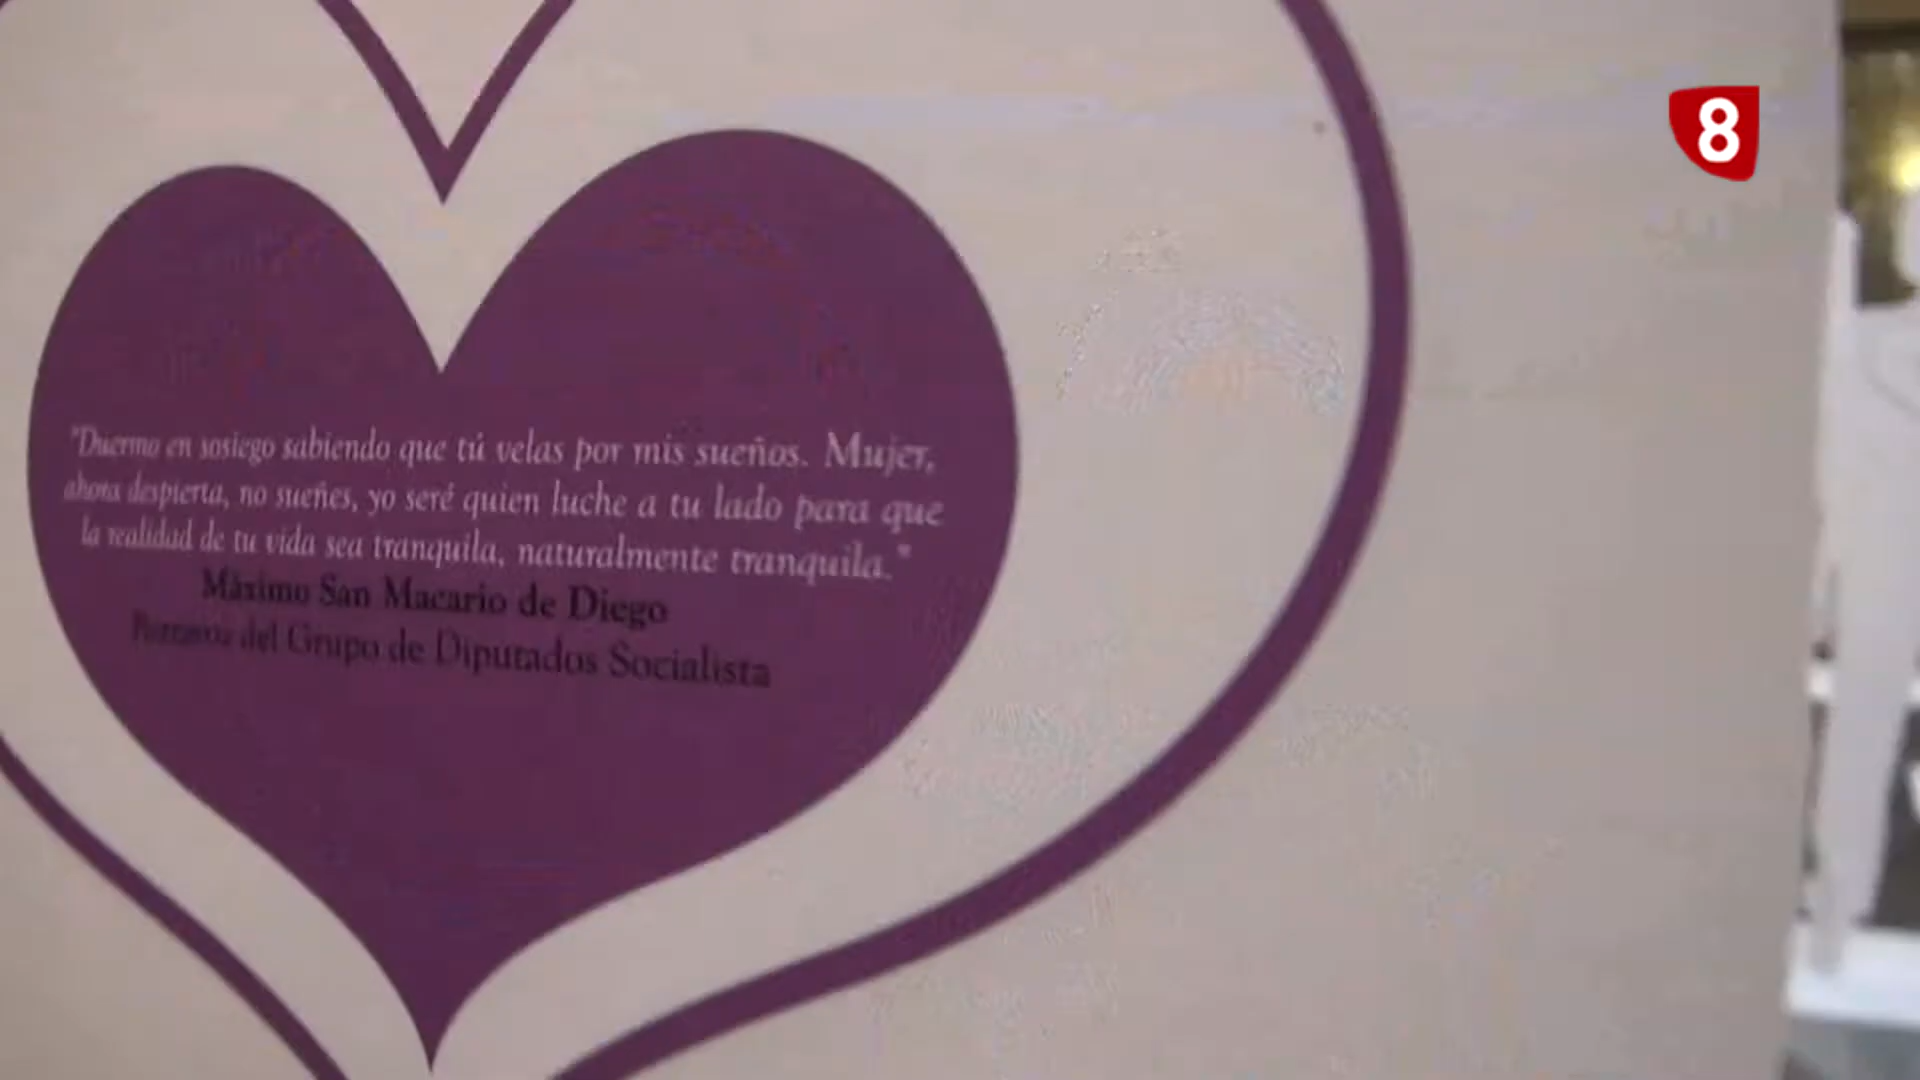 8
"Duermo en sosiego sabiendo que tú velas por mis sueños. Mujer,
ahora despierta, no sueñes, yo seré quien luche a tu lado para que
la realidad de tu vida sea tranquila, naturalmente tranquila."
Máximo San Macario de Diego
Portavoz del Grupo de Diputados Socialista